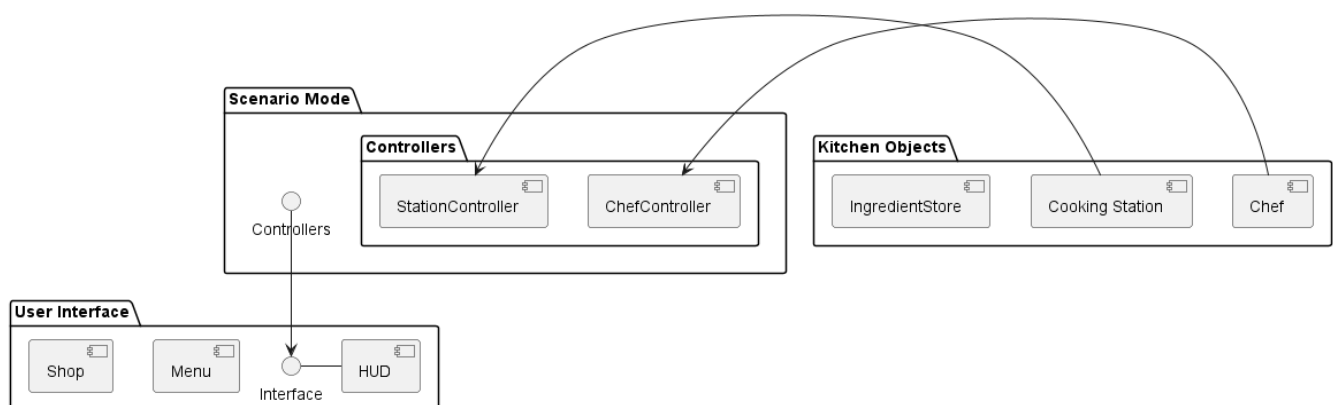 Scenario Mode
Controllers
Kitchen Objects
StationController
ChefController
IngredientStore
Cooking Station
Chef
Controllers
User Interface
Shop
Menu
HUD
Interface